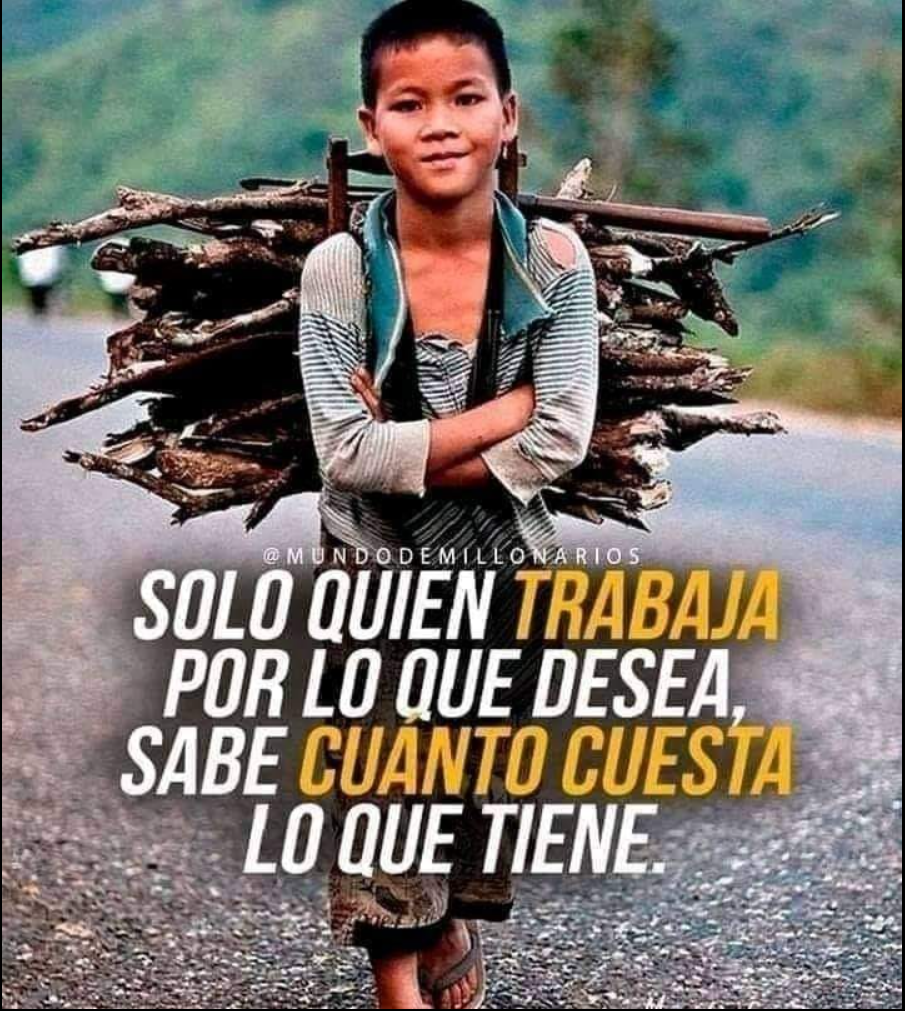 @MUNDODEMILLONARIOS
SOLO QUIEN TRABAJA
POR LO QUE DESEA,
SABE CUÁNTO CUESTA
LO QUE TIENE.